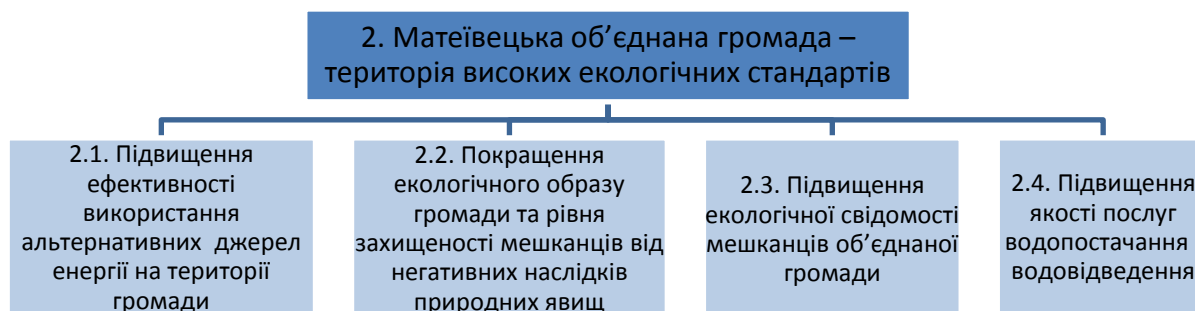 2. Матеївецька об’єднана громада –
територія високих екологічних стандартів
2.1. Підвищення
ефективності
використання
альтернативних джерел
енергії на території
громади
2.2. Покращення
екологічного образу
громади та рівня
захищеності мешканців від
негативних наслідків
природних явищ
2.3. Підвищення
екологічної свідомості
мешканців об’єднаної
громади
2.4. Підвищення
якості послуг
водопостачання
водовідведення